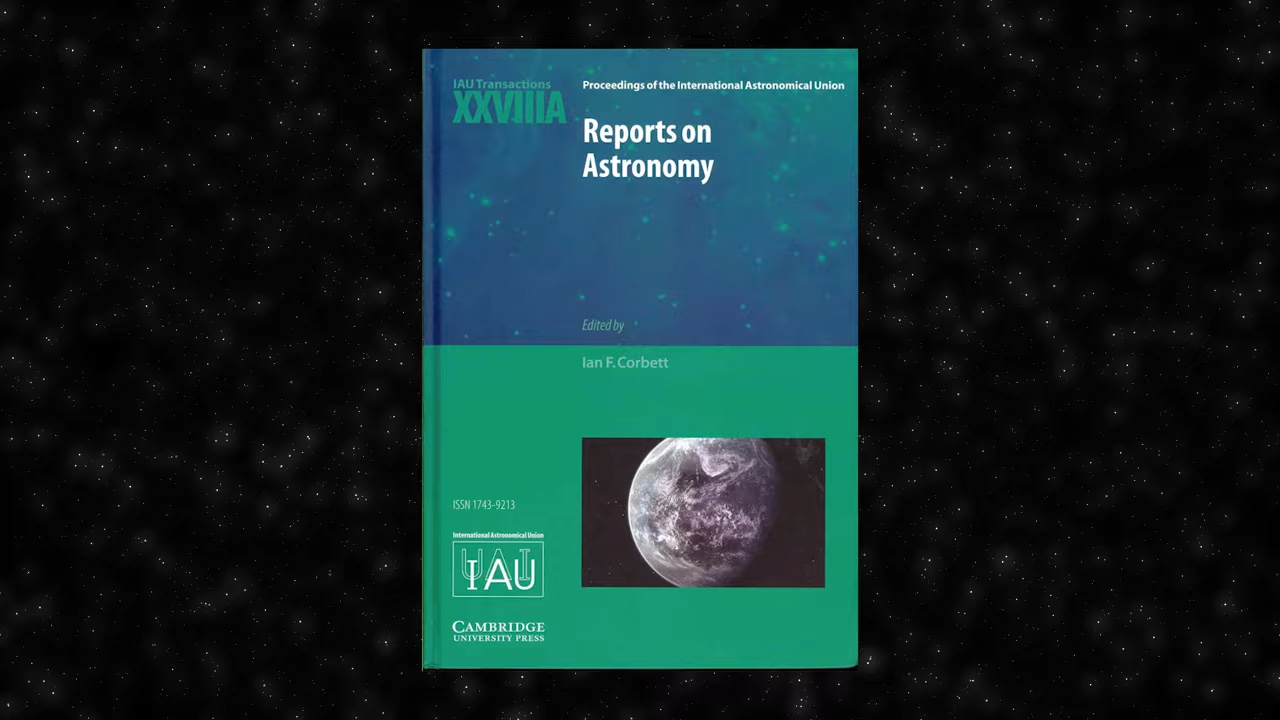 IAU Transactions
XXVIIIA
Proceedings of the International Astronomical Union
Reports on
Astronomy
Edited by
Ian F. Corbett
ISSN 1743-9213
International Astronomical Union
UAI
IAU
CAMBRIDGE
UNIVERSITY PRESS